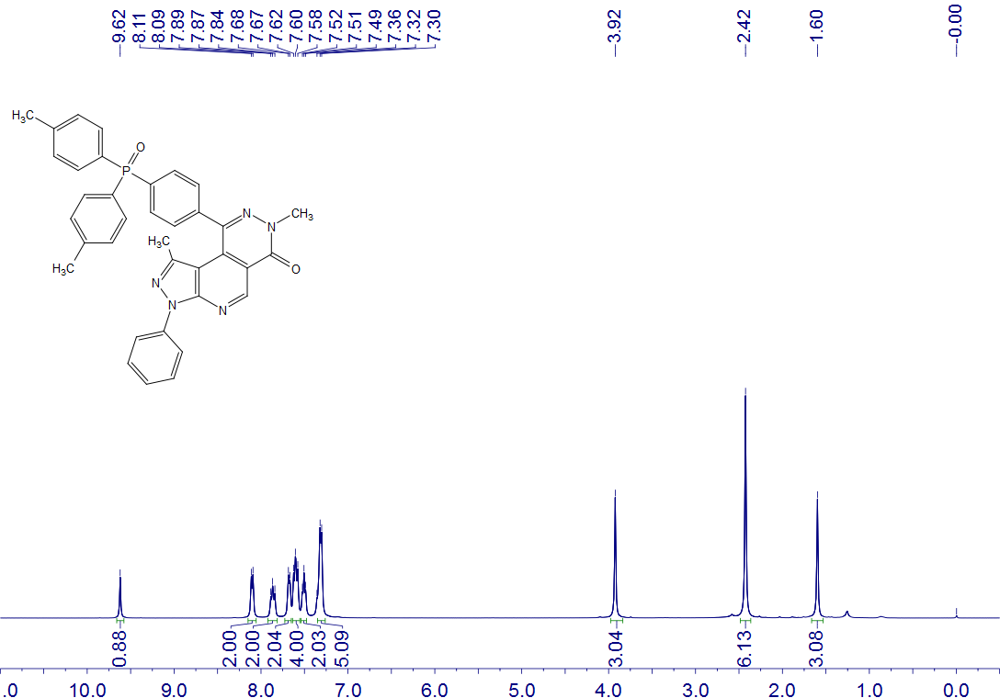 9.62
8.11
8.09
7.89
7.87
7.84
7.68
7.67
7.62
7.60
7.58
7.52
7.51
7.49
7.36
7.32
7.30
3.92
2.42
1.60
-0.00
H₃C
O
P
N
N
CH₃
H₃C
O
H₃C
N
N
N
0.88
2.00
2.00
2.04
4.00
2.03
5.09
3.04
6.13
3.08
.0 10.0 9.0 8.0 7.0 6.0 5.0 4.0 3.0 2.0 1.0 0.0